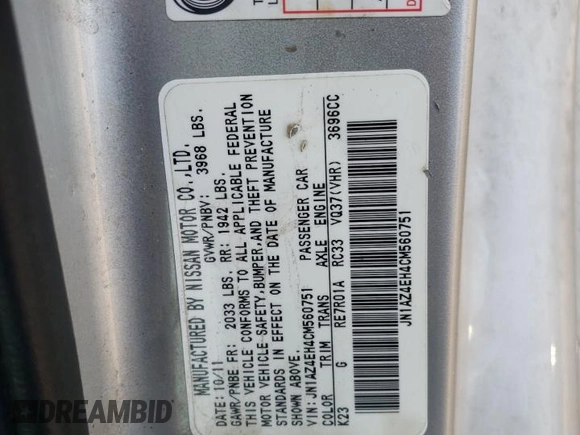 MANUFACTURED BY NISSAN MOTOR CO.,LTD.
DATE: 10/11 GVWR/PNBV: 3968 LBS.
GAWR/PNBE FR: 2033 LBS. RR: 1942 LBS.
THIS VEHICLE CONFORMS TO ALL APPLICABLE FEDERAL
MOTOR VEHICLE SAFETY,BUMPER,AND THEFT PREVENTION
STANDARDS IN EFFECT ON THE DATE OF MANUFACTURE
SHOWN ABOVE.
VIN: JN1AZ4EH4CM560751 PASSENGER CAR
COLOR TRIM TRANS AXLE ENGINE
K23 G RE7R01A RC33 VQ37(VHR) 3696CC
JN1AZ4EH4CM560751
DREAMBID